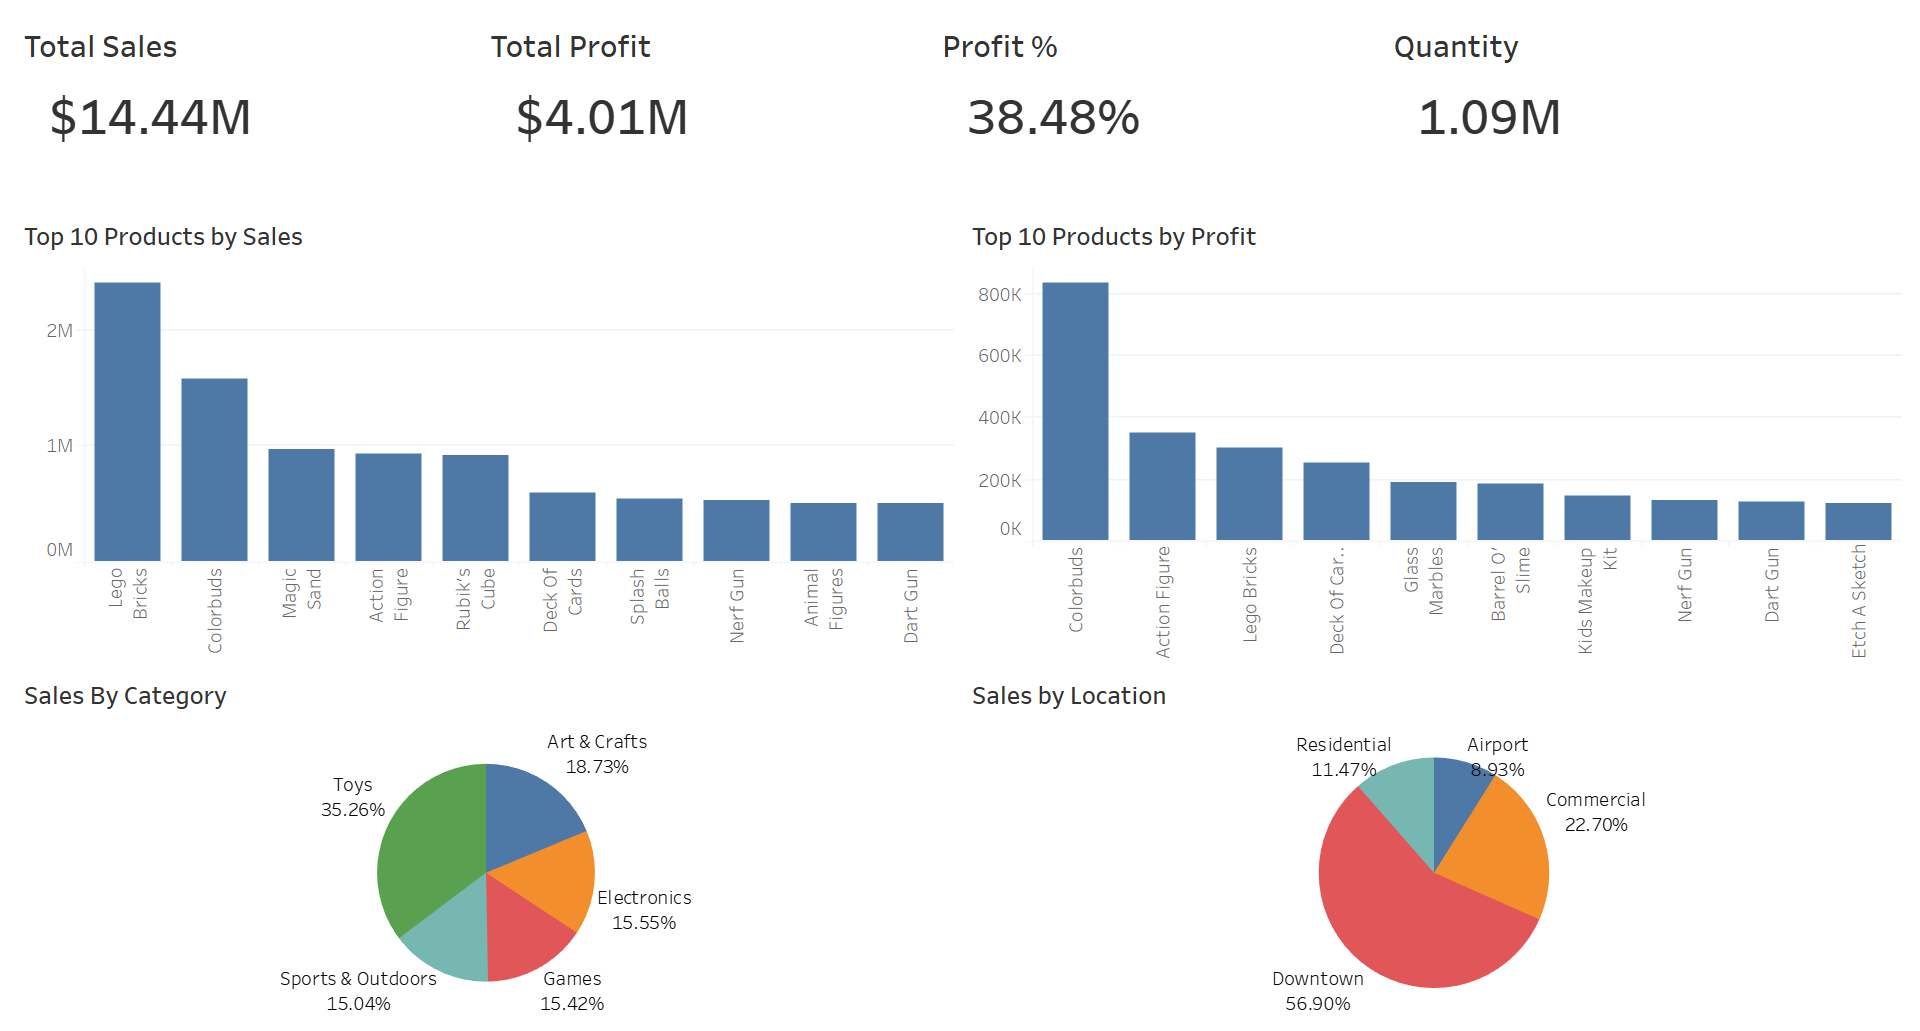 Total Sales
$14.44M
Total Profit
$4.01M
Profit %
38.48%
Quantity
1.09M
Top 10 Products by Sales
2M
1M
0M
Lego
Bricks
Colorbuds
Magic
Sand
Action
Figure
Rubik's
Cube
Deck Of
Cards
Splash
Balls
Nerf Gun
Animal
Figures
Dart Gun
Top 10 Products by Profit
800K
600K
400K
200K
0K
Colorbuds
Action Figure
Lego Bricks
Deck Of Car..
Glass
Marbles
Barrel O'
Slime
Kids Makeup
Kit
Nerf Gun
Dart Gun
Etch A Sketch
Sales By Category
Art & Crafts
18.73%
Toys
35.26%
Electronics
15.55%
Sports & Outdoors
15.04%
Games
15.42%
Sales by Location
Residential
11.47%
Airport
8.93%
Commercial
22.70%
Downtown
56.90%